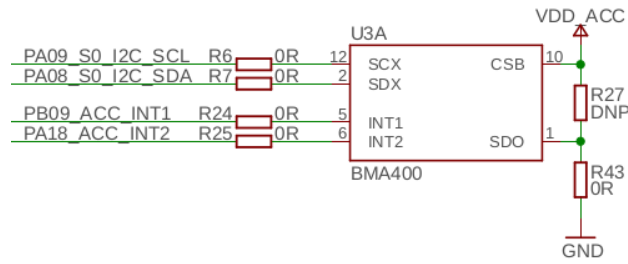 VDD_ACC
U3A
PA09_S0_I2C_SCL R6 0R 12 SCX CSB 10
PA08_S0_I2C_SDA R7 0R 2 SDX
R27
DNP
PB09_ACC_INT1 R24 0R 5 INT1
PA18_ACC_INT2 R25 0R 6 INT2 SDO 1
BMA400
R43
0R
GND